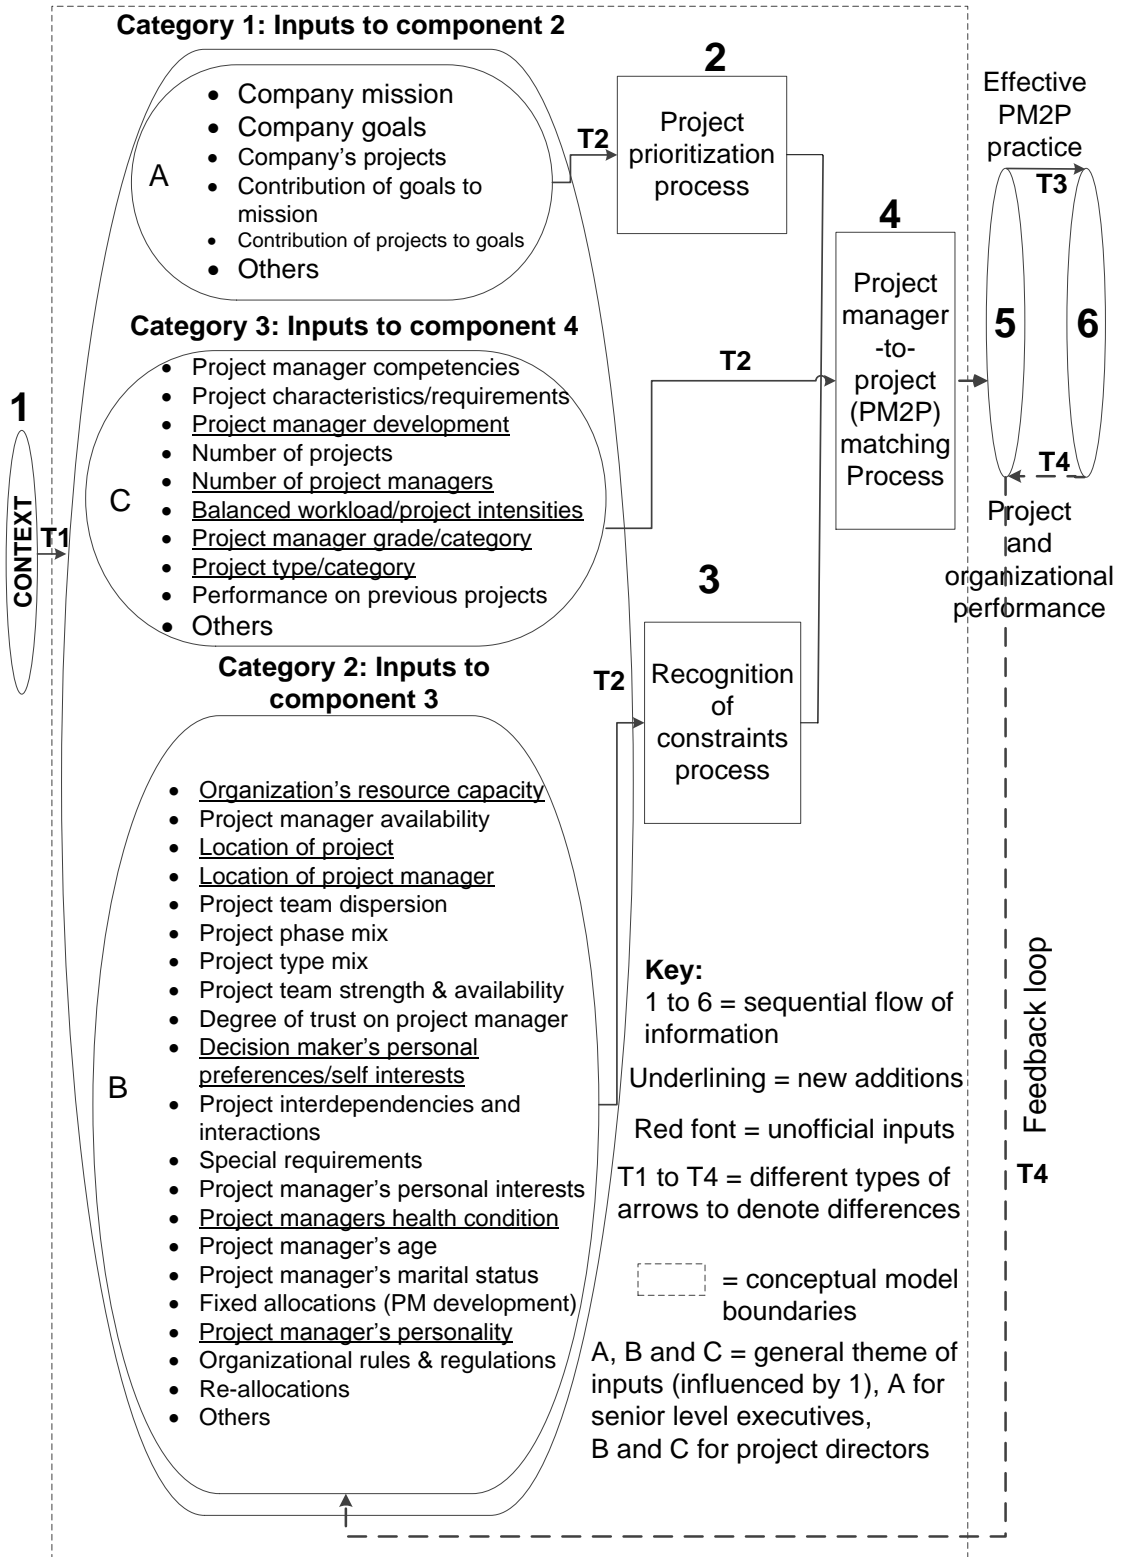 Category 1: Inputs to component 2
A
• Company mission
• Company goals
• Company's projects
• Contribution of goals to
mission
• Contribution of projects to goals
• Others
T2
2
Project
prioritization
process
Effective
PM2P
practice
T3
4
Project
manager
-to-
project
(PM2P)
matching
Process
5
6
T4
Project
and
organizational
performance
Category 3: Inputs to component 4
C
• Project manager competencies
• Project characteristics/requirements
• Project manager development
• Number of projects
• Number of project managers
• Balanced workload/project intensities
• Project manager grade/category
• Project type/category
• Performance on previous projects
• Others
T2
1
CONTEXT
T1
3
Recognition
of
constraints
process
T2
Category 2: Inputs to
component 3
B
• Organization's resource capacity
• Project manager availability
• Location of project
• Location of project manager
• Project team dispersion
• Project phase mix
• Project type mix
• Project team strength & availability
• Degree of trust on project manager
• Decision maker's personal
preferences/self interests
• Project interdependencies and
interactions
• Special requirements
• Project manager's personal interests
• Project managers health condition
• Project manager's age
• Project manager's marital status
• Fixed allocations (PM development)
• Project manager's personality
• Organizational rules & regulations
• Re-allocations
• Others
Key:
1 to 6 = sequential flow of
information
Underlining = new additions
Red font = unofficial inputs
T1 to T4 = different types of
arrows to denote differences
= conceptual model
boundaries
A, B and C = general theme of
inputs (influenced by 1), A for
senior level executives,
B and C for project directors
Feedback loop
T4